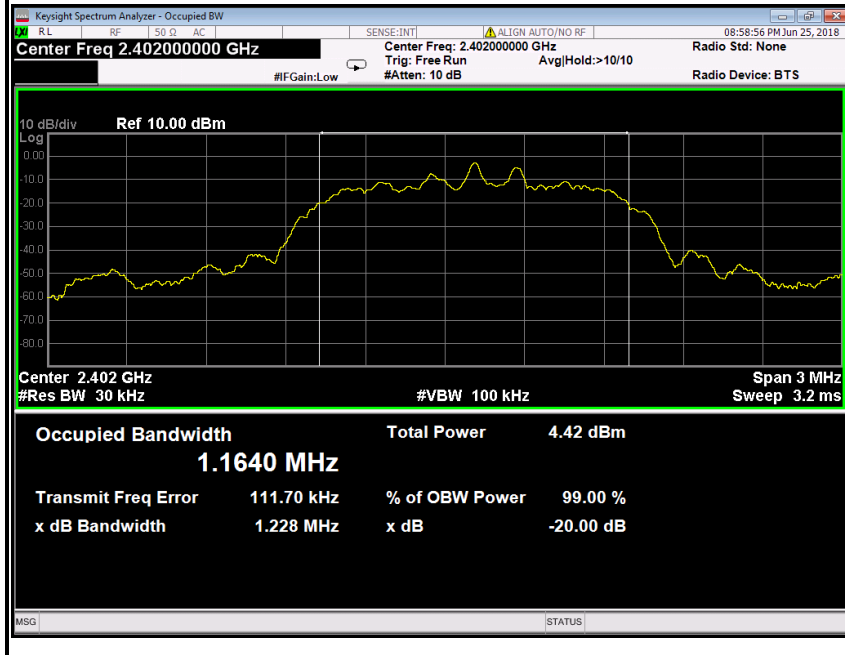 Keysight Spectrum Analyzer - Occupied BW
LXI RL RF 50 Ω AC SENSE:INT ALIGN AUTO/NO RF 08:58:56 PM Jun 25, 2018
Center Freq 2.402000000 GHz Center Freq: 2.402000000 GHz Radio Std: None
Trig: Free Run Avg|Hold:>10/10
#IFGain:Low #Atten: 10 dB Radio Device: BTS
10 dB/div Ref 10.00 dBm
Log
0.00
-10.0
-20.0
-30.0
-40.0
-50.0
-60.0
-70.0
-80.0
Center 2.402 GHz Span 3 MHz
#Res BW 30 kHz #VBW 100 kHz Sweep 3.2 ms
Occupied Bandwidth Total Power 4.42 dBm
1.1640 MHz
Transmit Freq Error 111.70 kHz % of OBW Power 99.00 %
x dB Bandwidth 1.228 MHz x dB -20.00 dB
MSG STATUS